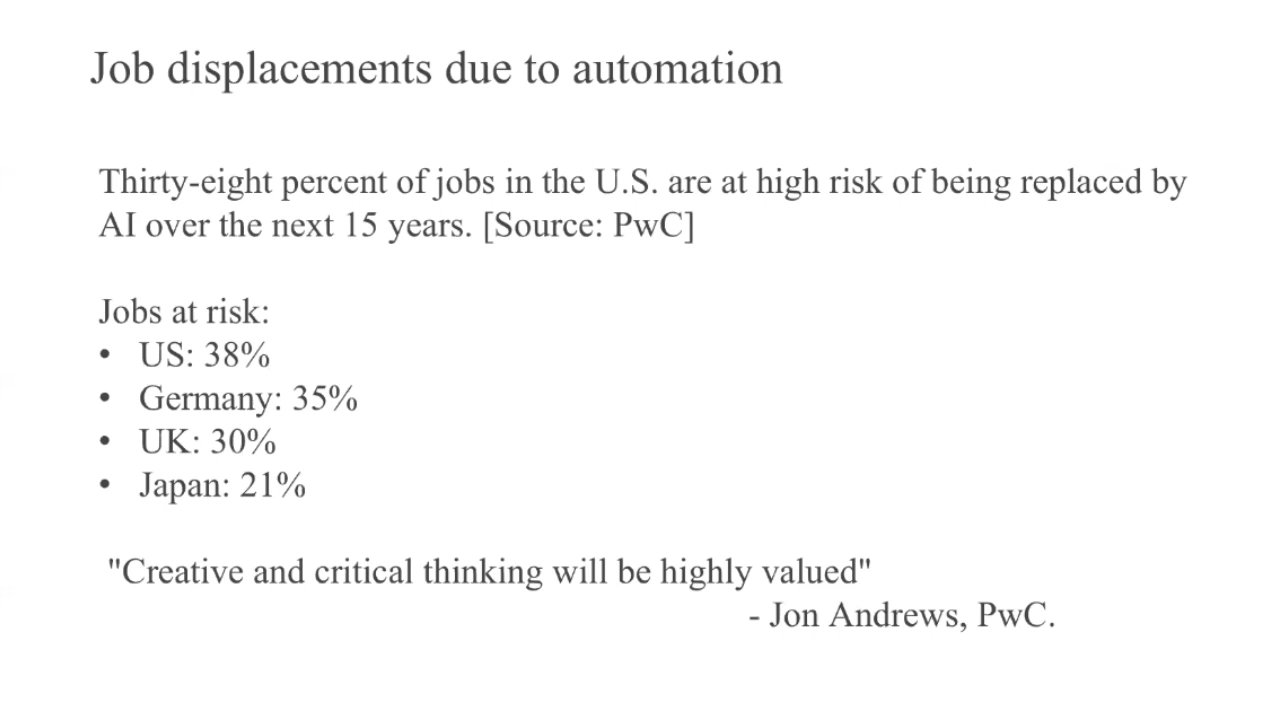 Job displacements due to automation
Thirty-eight percent of jobs in the U.S. are at high risk of being replaced by
AI over the next 15 years. [Source: PwC]
Jobs at risk:
• US: 38%
• Germany: 35%
• UK: 30%
• Japan: 21%
"Creative and critical thinking will be highly valued"
- Jon Andrews, PwC.